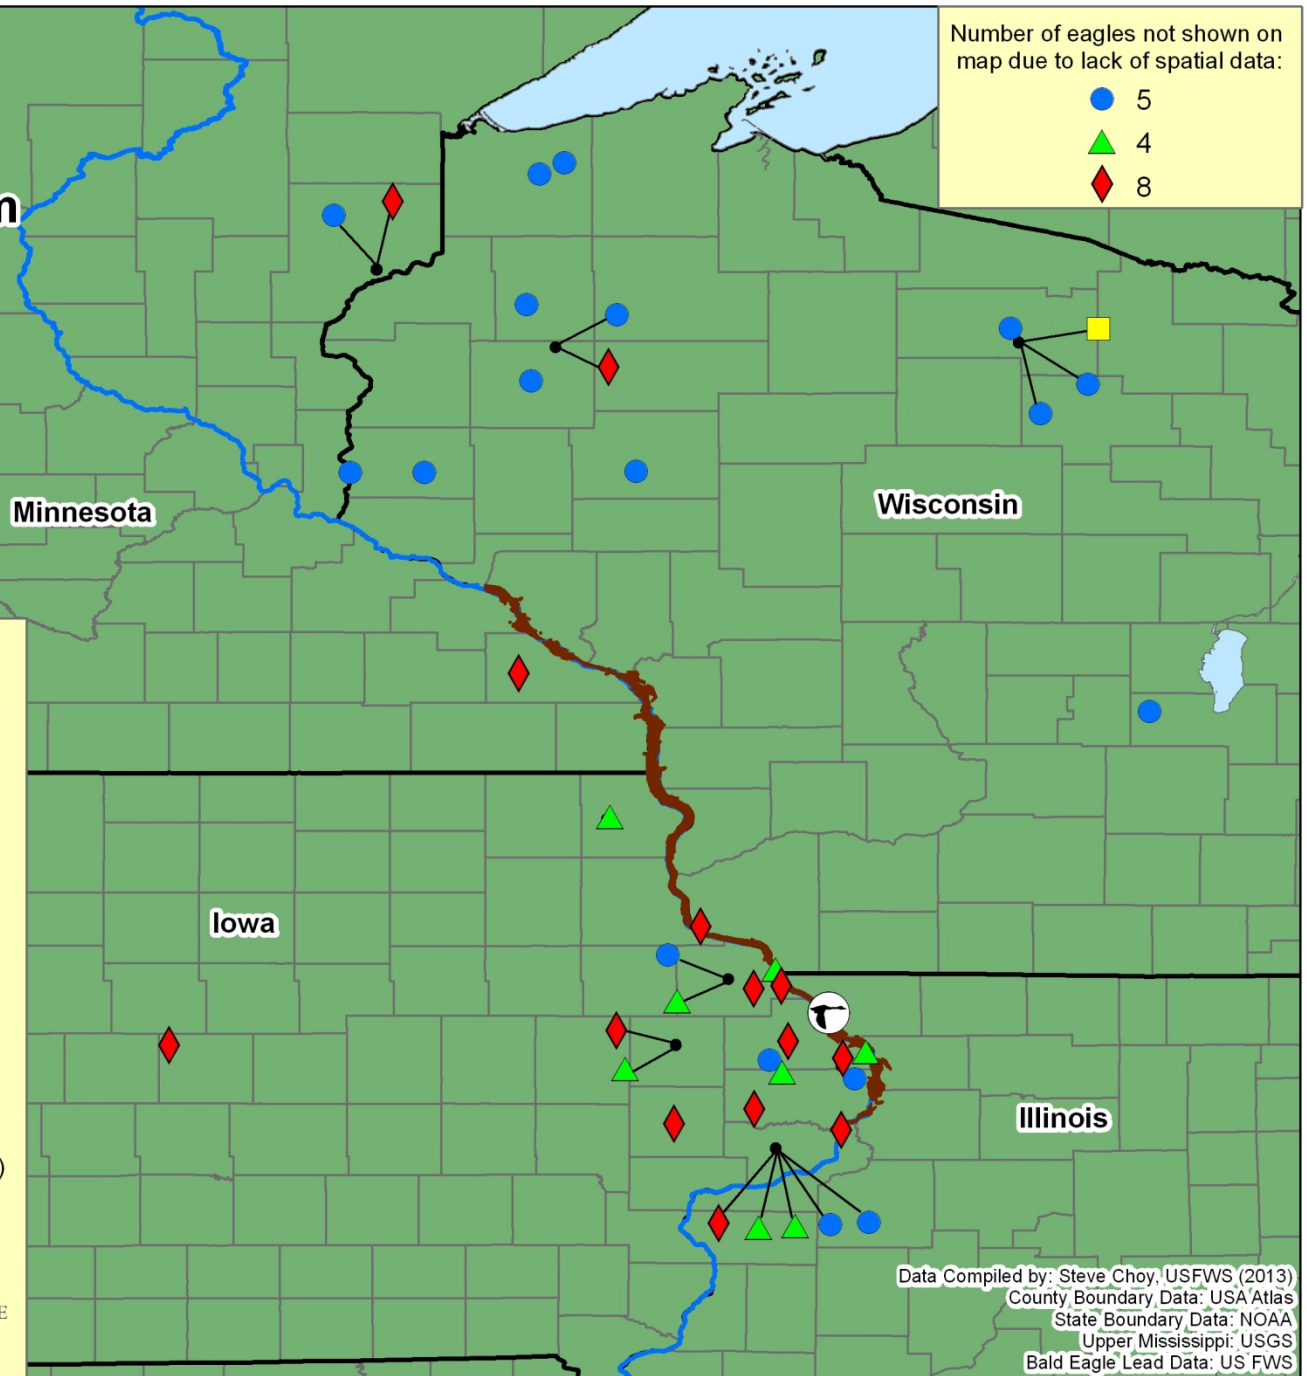 Number of eagles not shown on
map due to lack of spatial data:
5
4
8
m
Minnesota
Wisconsin
Iowa
Illinois
)
E
Data Compiled by: Steve Choy, USFWS (2013)
County Boundary Data: USA Atlas
State Boundary Data: NOAA
Upper Mississippi: USGS
Bald Eagle Lead Data: US FWS